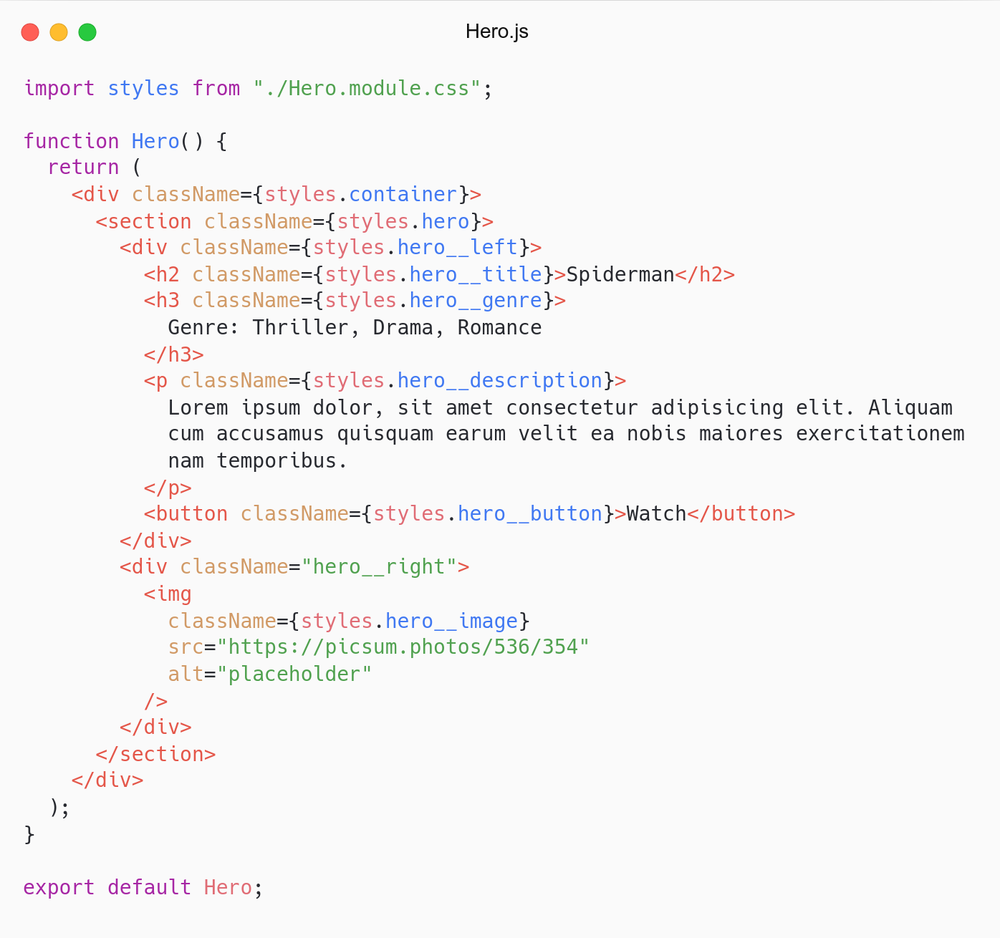 Hero.js
import styles from "./Hero.module.css";
function Hero() {
  return (
    <div className={styles.container}>
      <section className={styles.hero}>
        <div className={styles.hero__left}>
          <h2 className={styles.hero__title}>Spiderman</h2>
          <h3 className={styles.hero__genre}>
            Genre: Thriller, Drama, Romance
          </h3>
          <p className={styles.hero__description}>
            Lorem ipsum dolor, sit amet consectetur adipisicing elit. Aliquam
            cum accusamus quisquam earum velit ea nobis maiores exercitationem
            nam temporibus.
          </p>
          <button className={styles.hero__button}>Watch</button>
        </div>
        <div className="hero__right">
          <img
            className={styles.hero__image}
            src="https://picsum.photos/536/354"
            alt="placeholder"
          />
        </div>
      </section>
    </div>
  );
}
export default Hero;